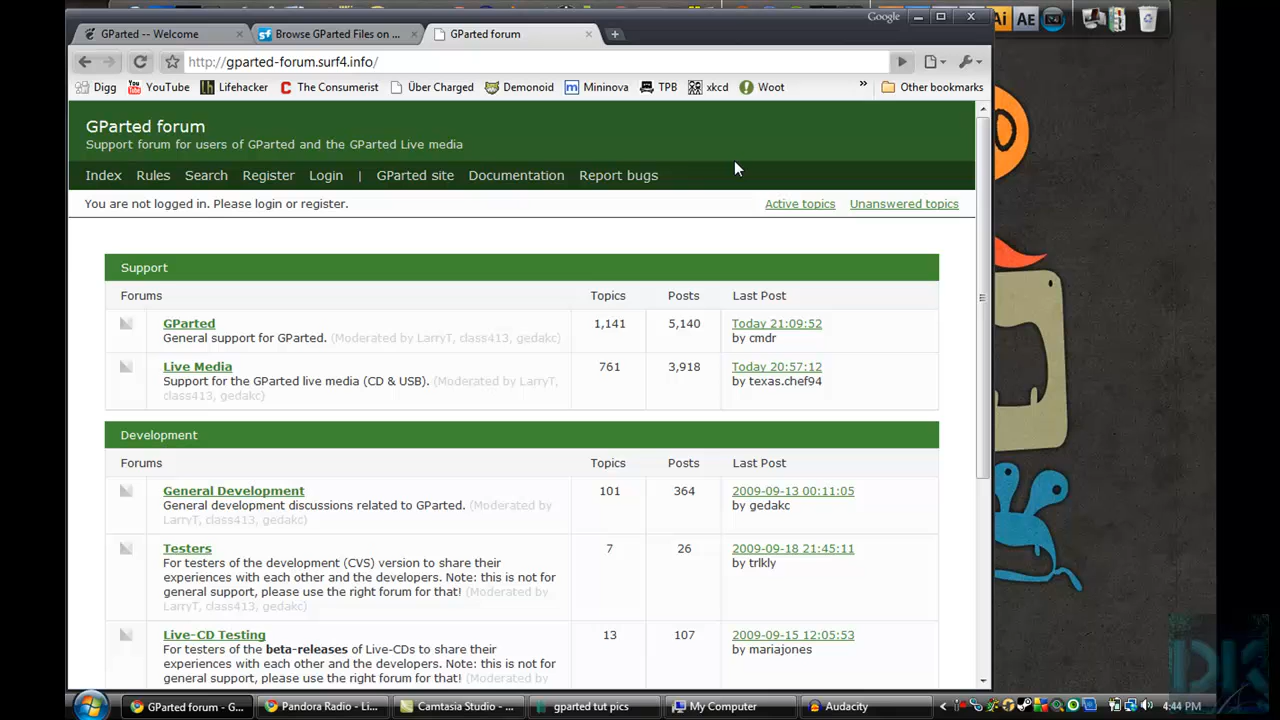 Google
Ai AE
GParted -- Welcome
Browse GParted Files on ...
GParted forum
http://gparted-forum.surf4.info/
Digg YouTube Lifehacker The Consumerist Über Charged Demonoid Mininova TPB xkcd Woot » Other bookmarks
GParted forum
Support forum for users of GParted and the GParted Live media
Index Rules Search Register Login | GParted site Documentation Report bugs
You are not logged in. Please login or register. Active topics Unanswered topics
Support
Forums Topics Posts Last Post
GParted 1,141 5,140 Today 21:09:52
General support for GParted. (Moderated by LarryT, class413, gedakc) by cmdr
Live Media 761 3,918 Today 20:57:12
Support for the GParted live media (CD & USB). (Moderated by LarryT, by texas.chef94
class413, gedakc)
Development
Forums Topics Posts Last Post
General Development 101 364 2009-09-13 00:11:05
General development discussions related to GParted. (Moderated by by gedakc
LarryT, class413, gedakc)
Testers 7 26 2009-09-18 21:45:11
For testers of the development (CVS) version to share their by trlkly
experiences with each other and the developers. Note: this is not for
general support, please use the right forum for that! (Moderated by
LarryT, class413, gedakc)
Live-CD Testing 13 107 2009-09-15 12:05:53
For testers of the beta-releases of Live-CDs to share their by mariajones
experiences with each other and the developers. Note: this is not for
general support, please use the right forum for that! (Moderated by
GParted forum - G... Pandora Radio - Li... Camtasia Studio - ... gparted tut pics My Computer Audacity 4:44 PM
DK